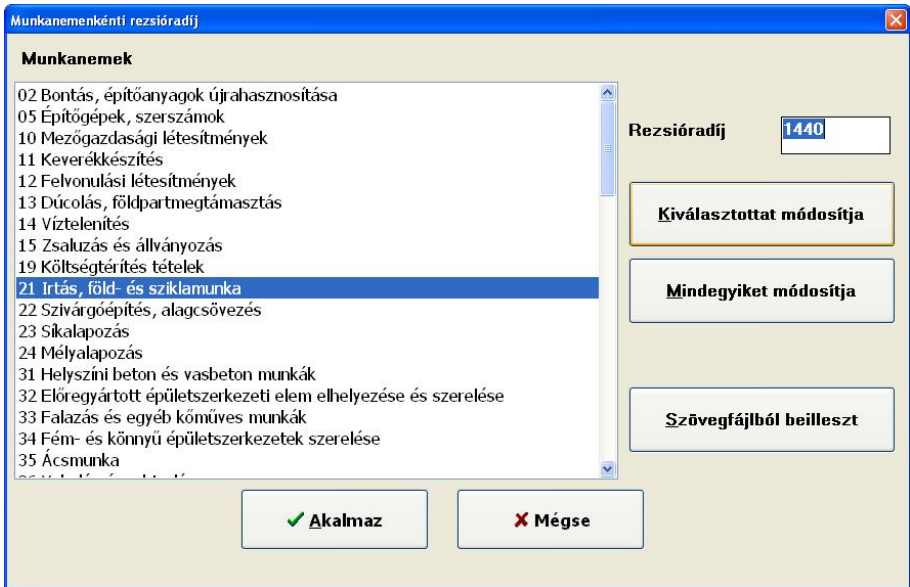 Munkanemenkénti rezsióradíj
Munkanemek
02 Bontás, építőanyagok újrahasznosítása
05 Építőgépek, szerszámok
10 Mezőgazdasági létesítmények
11 Keverékkészítés
12 Felvonulási létesítmények
13 Dúcolás, földpartmegtámasztás
14 Víztelenítés
15 Zsaluzás és állványozás
19 Költségtérítés tételek
21 Irtás, föld- és sziklamunka
22 Szivárgóépítés, alagcsövezés
23 Síkalapozás
24 Mélyalapozás
31 Helyszíni beton és vasbeton munkák
32 Előregyártott épületszerkezeti elem elhelyezése és szerelése
33 Falazás és egyéb kőműves munkák
34 Fém- és könnyű épületszerkezetek szerelése
35 Ácsmunka
Rezsióradíj 1440
Kiválasztottat módosítja
Mindegyiket módosítja
Szövegfájlból beilleszt
Akalmaz
Mégse